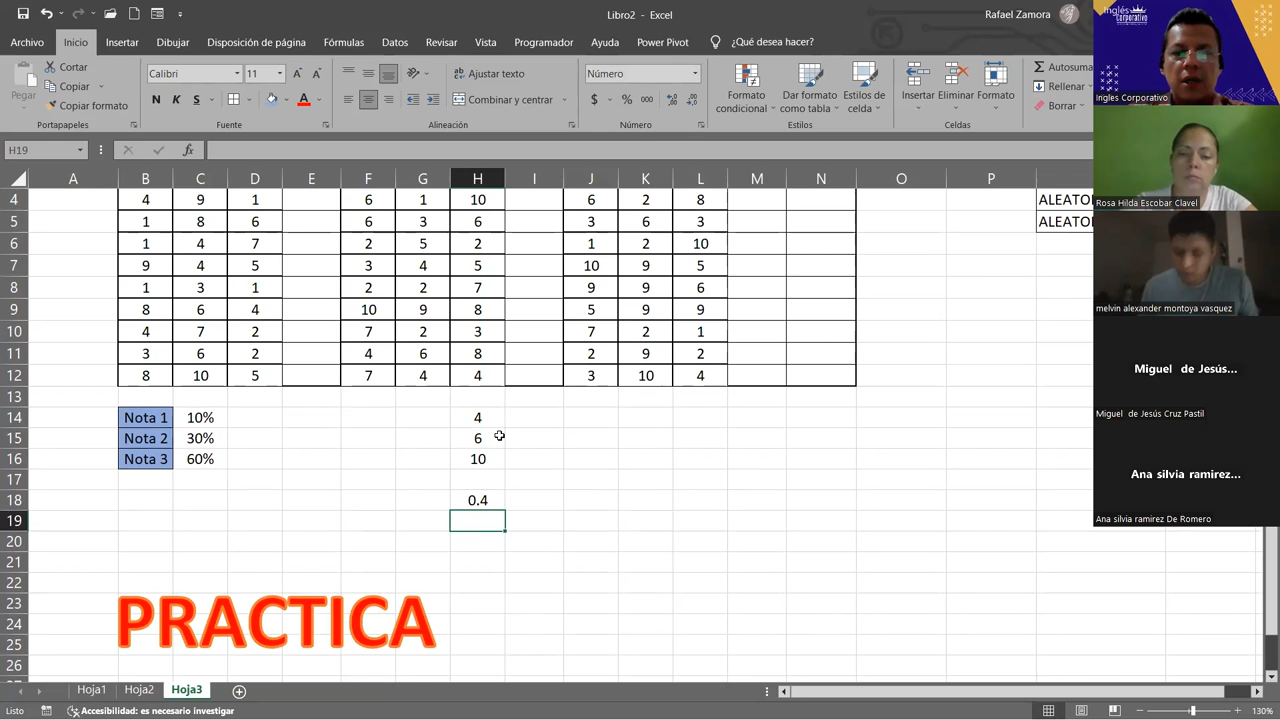 Libro2 - Excel
Rafael Zamora
Archivo Inicio Insertar Dibujar Disposición de página Fórmulas Datos Revisar Vista Programador Ayuda Power Pivot ¿Qué desea hacer?
Pegar
Cortar
Copiar
Copiar formato
Portapapeles
Calibri 11
N K S
Fuente
Ajustar texto
Combinar y centrar
Alineación
Número
$ % 000
Número
Formato condicional
Dar formato como tabla
Estilos de celda
Estilos
Insertar Eliminar Formato
Celdas
Autosuma
Rellenar
Borrar
H19
fx
A B C D E F G H I J K L M N O P
4 4 9 1 6 1 10 6 2 8 ALEATO
5 1 8 6 6 3 6 3 6 3 ALEATO
6 1 4 7 2 5 2 1 2 10
7 9 4 5 3 4 5 10 9 5
8 1 3 1 2 2 7 9 9 6
9 8 6 4 10 9 8 5 9 9
10 4 7 2 7 2 3 7 2 1
11 3 6 2 4 6 8 2 9 2
12 8 10 5 7 4 4 3 10 4
13
14 Nota 1 10% 4
15 Nota 2 30% 6
16 Nota 3 60% 10
17
18 0.4
19
20
21
22
23
24
25
26
PRACTICA
Hoja1 Hoja2 Hoja3
Listo
Accesibilidad: es necesario investigar
130%
Inglés Corporativo
Ingles Corporativo
Rosa Hilda Escobar Clavel
melvin alexander montoya vasquez
Miguel de Jesús...
Miguel de Jesús Cruz Pastil
Ana silvia ramirez...
Ana silvia ramirez De Romero